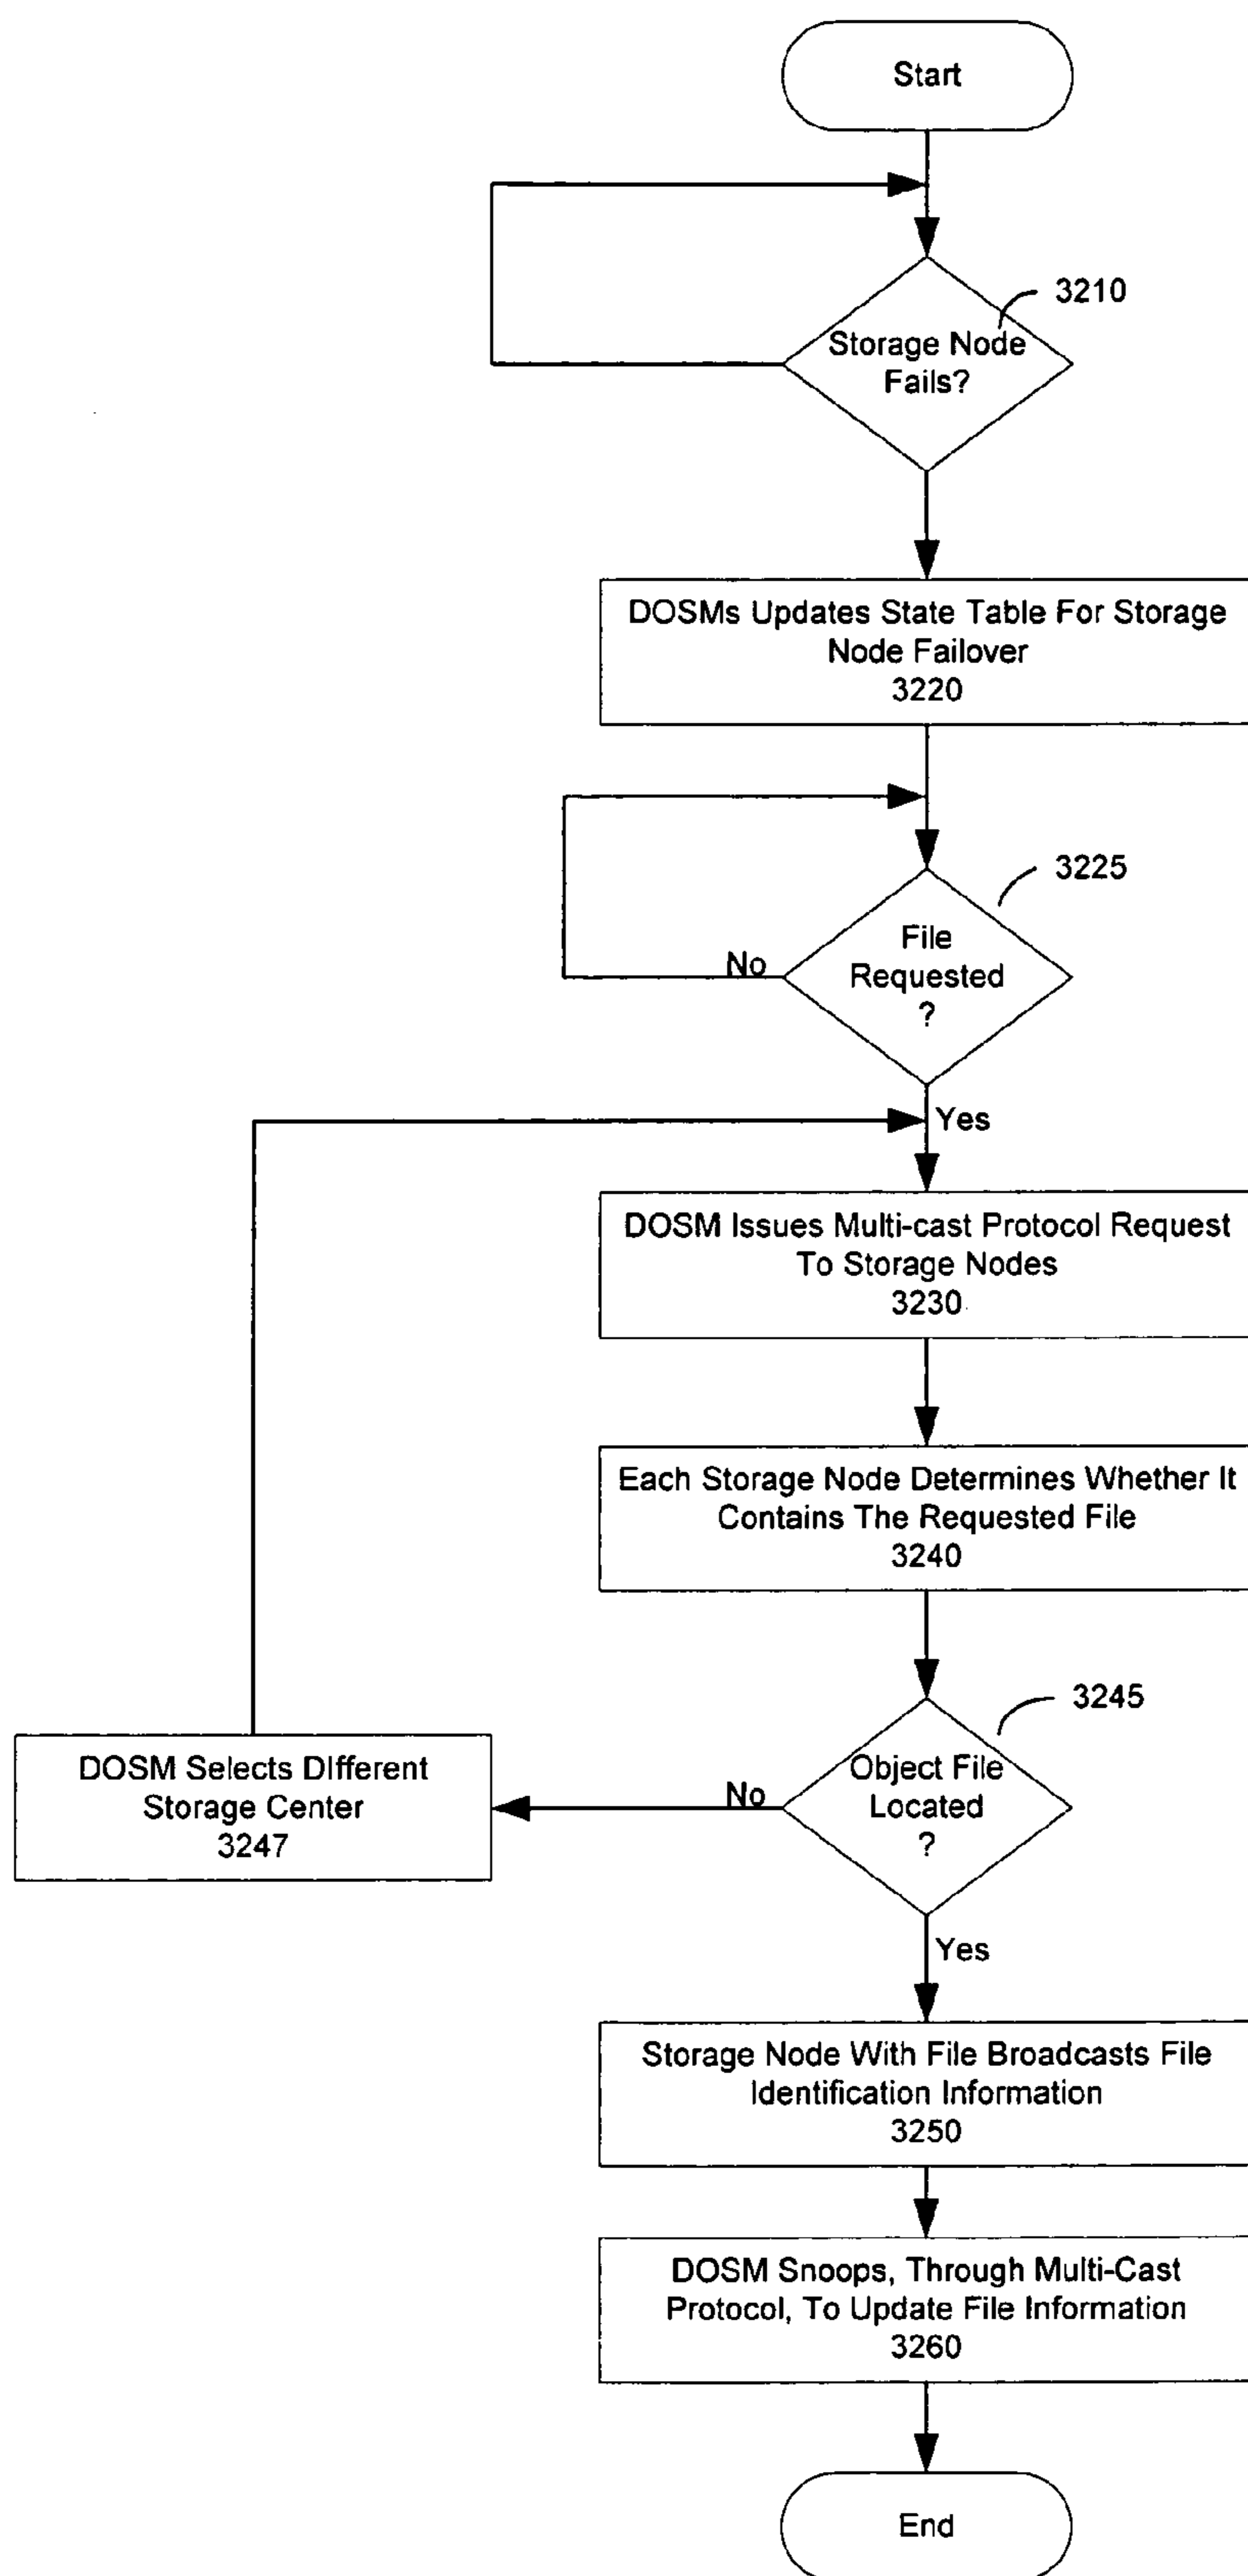 Start
3210
Storage Node
Fails?
DOSMs Updates State Table For Storage
Node Failover
3220
3225
File
Requested
?
No
Yes
DOSM Issues Multi-cast Protocol Request
To Storage Nodes
3230
Each Storage Node Determines Whether It
Contains The Requested File
3240
3245
Object File
Located
?
No
DOSM Selects DIfferent
Storage Center
3247
Yes
Storage Node With File Broadcasts File
Identification Information
3250
DOSM Snoops, Through Multi-Cast
Protocol, To Update File Information
3260
End